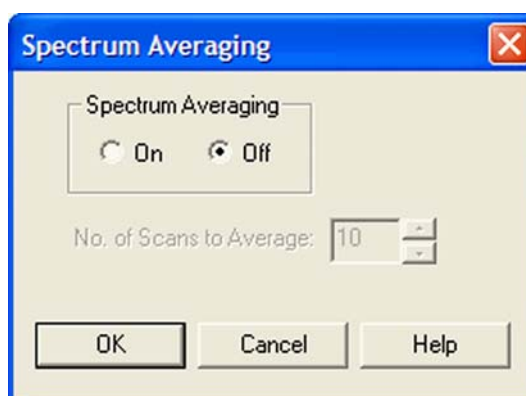 Spectrum Averaging
Spectrum Averaging
On Off
No. of Scans to Average: 10
OK Cancel Help